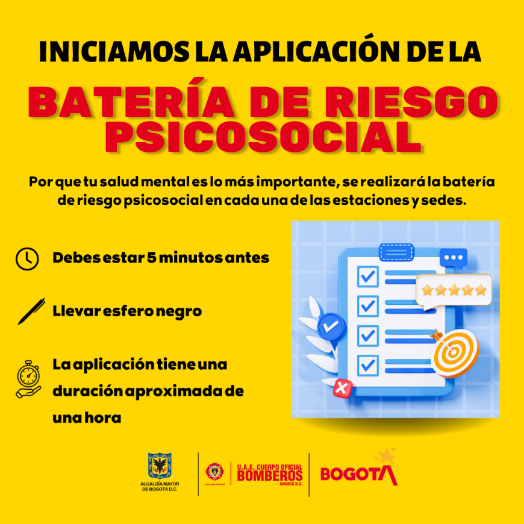 INICIAMOS LA APLICACIÓN DE LA
BATERÍA DE RIESGO
PSICOSOCIAL
Por que tu salud mental es lo más importante, se realizará la batería
de riesgo psicosocial en cada una de las estaciones y sedes.
Debes estar 5 minutos antes
Llevar esfero negro
La aplicación tiene una
duración aproximada de
una hora
ALCALDÍA MAYOR
DE BOGOTÁ D.C.
U.A.E. CUERPO OFICIAL
BOMBEROS
BOGOTÁ D.C.
BOGOTÁ